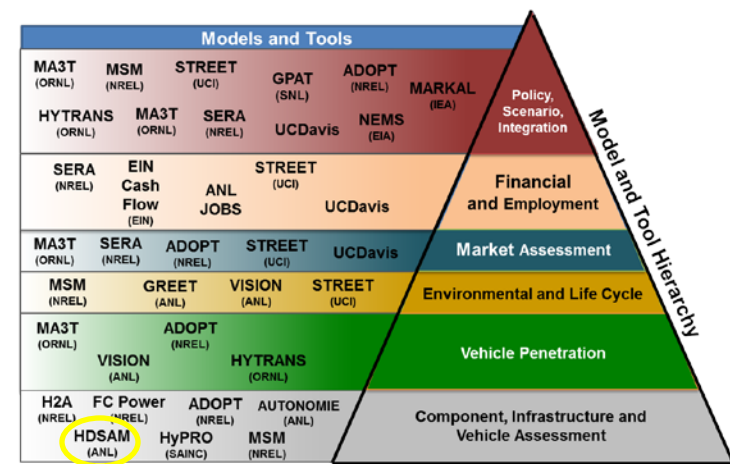 Models and Tools
MA3T MSM STREET GPAT ADOPT MARKAL
(ORNL) (NREL) (UCI) (SNL) (NREL) (IEA)
HYTRANS MA3T SERA UCDavis NEMS
(ORNL) (ORNL) (NREL) (EIA)
Policy,
Scenario,
Integration
SERA EIN STREET
(NREL) Cash ANL (UCI)
Flow JOBS UCDavis
(EIN)
Financial
and Employment
MA3T SERA ADOPT STREET UCDavis
(ORNL) (NREL) (NREL) (UCI)
Market Assessment
MSM GREET VISION STREET
(NREL) (ANL) (ANL) (UCI)
Environmental and Life Cycle
MA3T ADOPT
(ORNL) (NREL)
VISION HYTRANS
(ANL) (ORNL)
Vehicle Penetration
H2A FC Power ADOPT AUTONOMIE
(NREL) (NREL) (NREL) (ANL)
HDSAM HyPRO MSM
(ANL) (SAINC) (NREL)
Component, Infrastructure and
Vehicle Assessment
Model and Tool Hierarchy